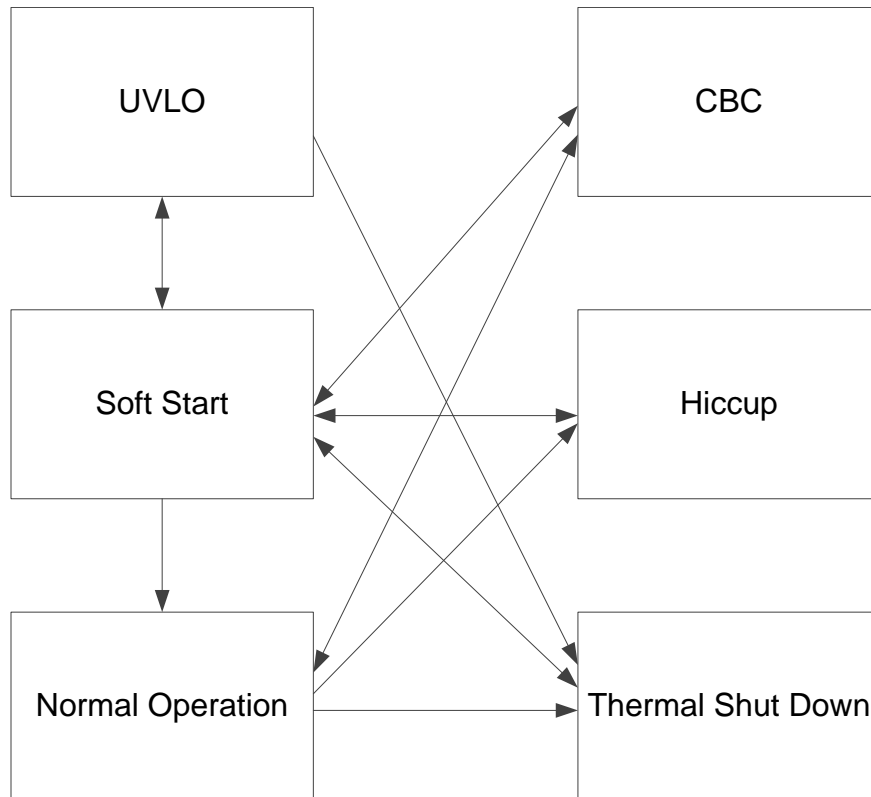 UVLO
CBC
Soft Start
Hiccup
Normal Operation
Thermal Shut Down